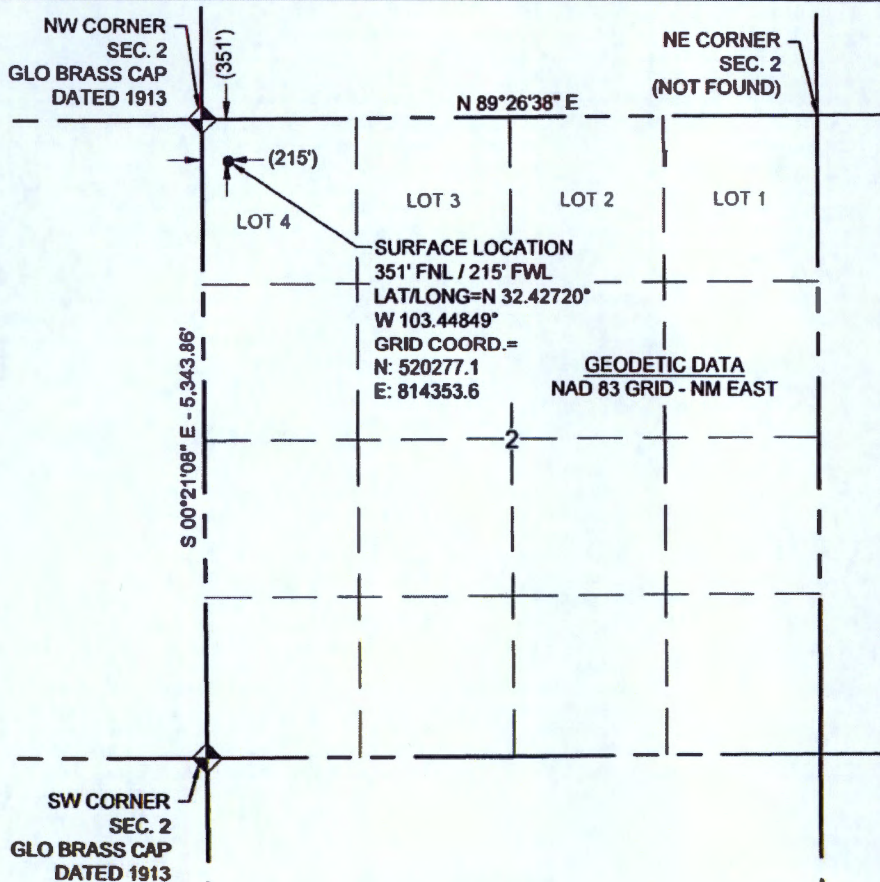 NW CORNER
SEC. 2
GLO BRASS CAP
DATED 1913
(351')
NE CORNER
SEC. 2
(NOT FOUND)
N 89°26'38" E
(215')
LOT 4
LOT 3
LOT 2
LOT 1
SURFACE LOCATION
351' FNL / 215' FWL
LAT/LONG=N 32.42720°
W 103.44849°
GRID COORD.=
N: 520277.1
E: 814353.6
GEODETIC DATA
NAD 83 GRID - NM EAST
S 00°21'08" E - 5,343.86'
2
SW CORNER
SEC. 2
GLO BRASS CAP
DATED 1913